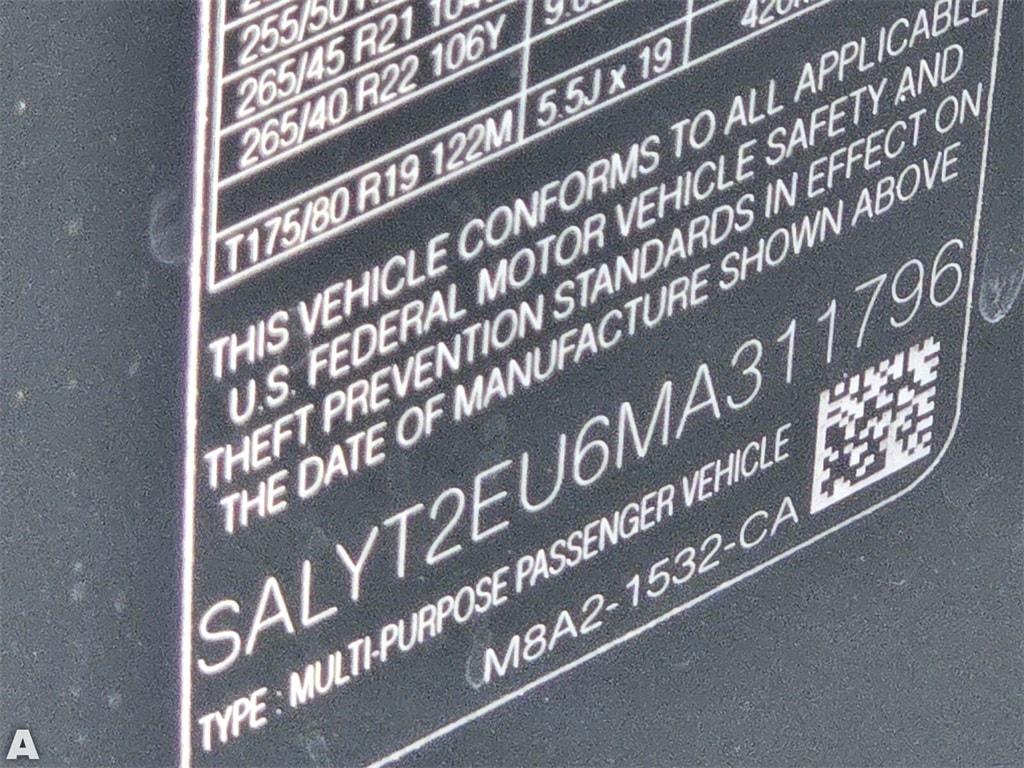 255/50
265/45 R21
265/40 R22 106Y
T175/80 R19 122M 5.5J x 19
THIS VEHICLE CONFORMS TO ALL APPLICABLE
U.S. FEDERAL MOTOR VEHICLE SAFETY AND
THEFT PREVENTION STANDARDS IN EFFECT ON
THE DATE OF MANUFACTURE SHOWN ABOVE
SALYT2EU6MA311796
TYPE : MULTI-PURPOSE PASSENGER VEHICLE
M8A2-1532-CA
A